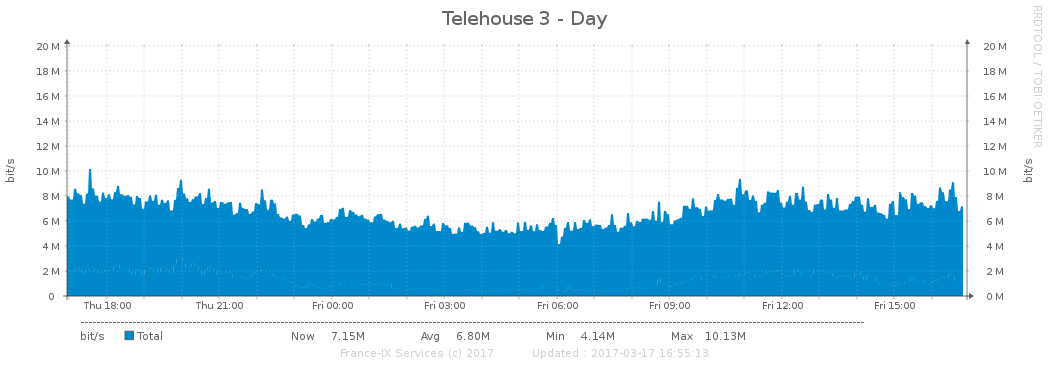 Telehouse 3 - Day
RRDTOOL / TOBI OETIKER
bit/s
20 M
18 M
16 M
14 M
12 M
10 M
8 M
6 M
4 M
2 M
0
20 M
18 M
16 M
14 M
12 M
10 M
8 M
6 M
4 M
2 M
0 M
bit/s
Thu 18:00 Thu 21:00 Fri 00:00 Fri 03:00 Fri 06:00 Fri 09:00 Fri 12:00 Fri 15:00
bit/s Total Now 7.15M Avg 6.80M Min 4.14M Max 10.13M
France-IX Services (c) 2017 Updated : 2017-03-17 16:55:13